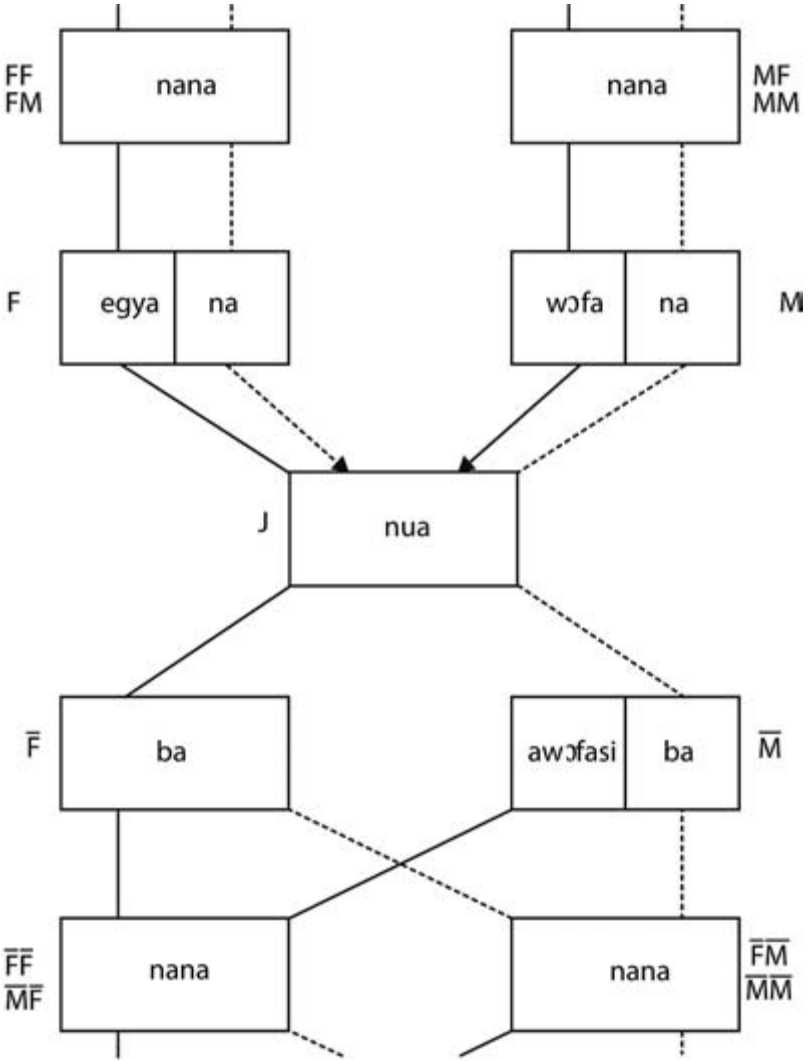 FF
FM
nana
nana
MF
MM
F
egya
na
wɔfa
na
M
J
nua
F̅
ba
awɔfasi
ba
M̅
F̅F̅
M̅F̅
nana
nana
F̅M̅
M̅M̅